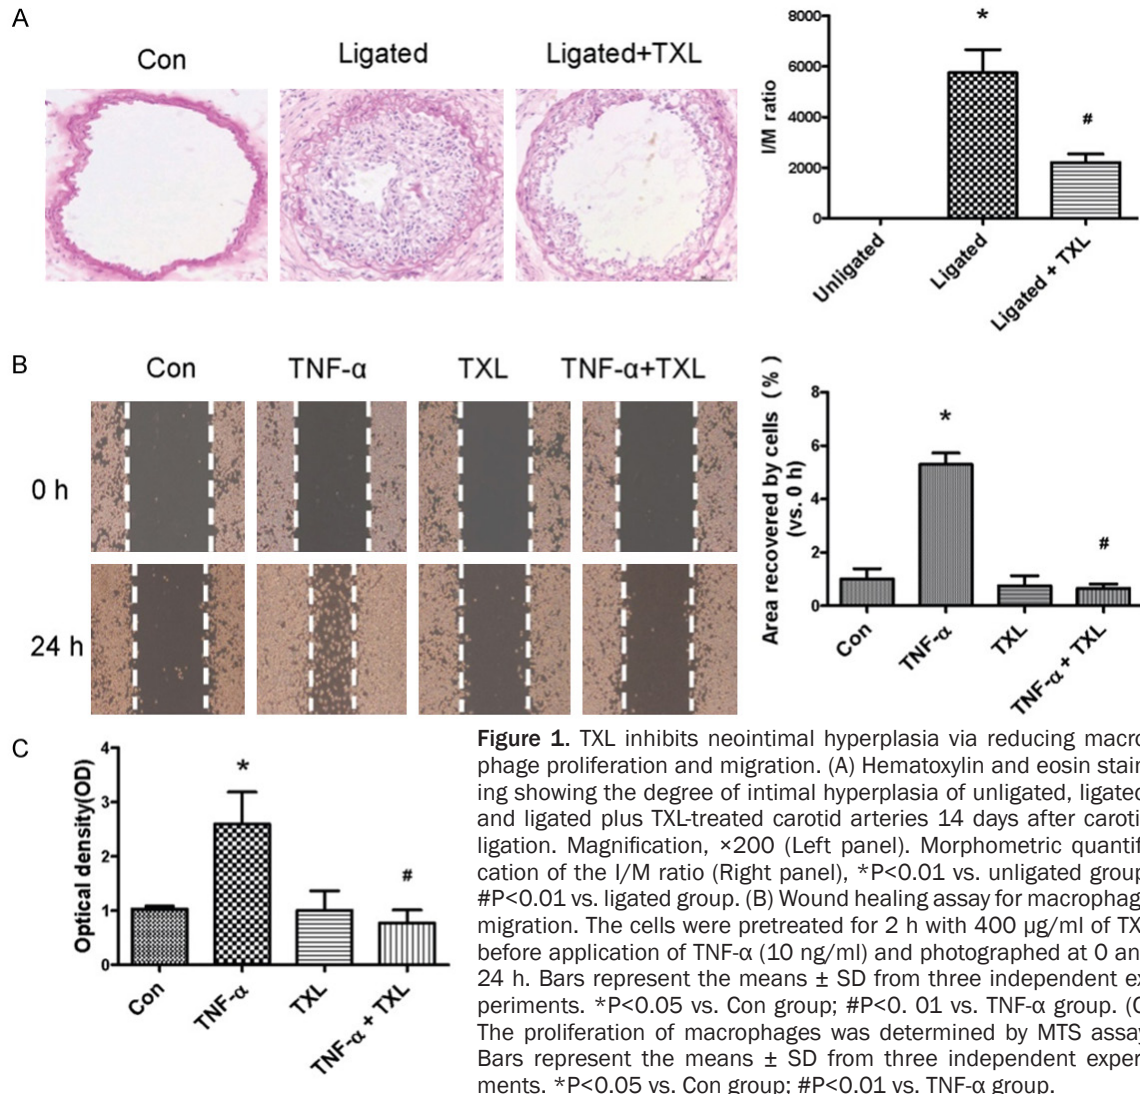 A
Con
Ligated
Ligated+TXL
8000
6000
4000
2000
0
I/M ratio
*
#
Unligated
Ligated
Ligated + TXL
B
Con
TNF-α
TXL
TNF-α+TXL
0 h
24 h
Area recovered by cells (%)
(vs. 0 h)
8
6
4
2
0
*
#
Con
TNF-α
TXL
TNF-α + TXL
C
Optical density(OD)
4
3
2
1
0
*
#
Con
TNF-α
TXL
TNF-α + TXL
Figure 1. TXL inhibits neointimal hyperplasia via reducing macro
phage proliferation and migration. (A) Hematoxylin and eosin stain
ing showing the degree of intimal hyperplasia of unligated, ligated
and ligated plus TXL-treated carotid arteries 14 days after caroti
ligation. Magnification, ×200 (Left panel). Morphometric quantif
cation of the I/M ratio (Right panel), *P<0.01 vs. unligated group
#P<0.01 vs. ligated group. (B) Wound healing assay for macrophag
migration. The cells were pretreated for 2 h with 400 μg/ml of TX
before application of TNF-α (10 ng/ml) and photographed at 0 an
24 h. Bars represent the means ± SD from three independent ex
periments. *P<0.05 vs. Con group; #P<0. 01 vs. TNF-α group. (C
The proliferation of macrophages was determined by MTS assay
Bars represent the means ± SD from three independent exper
ments. *P<0.05 vs. Con group; #P<0.01 vs. TNF-α group.